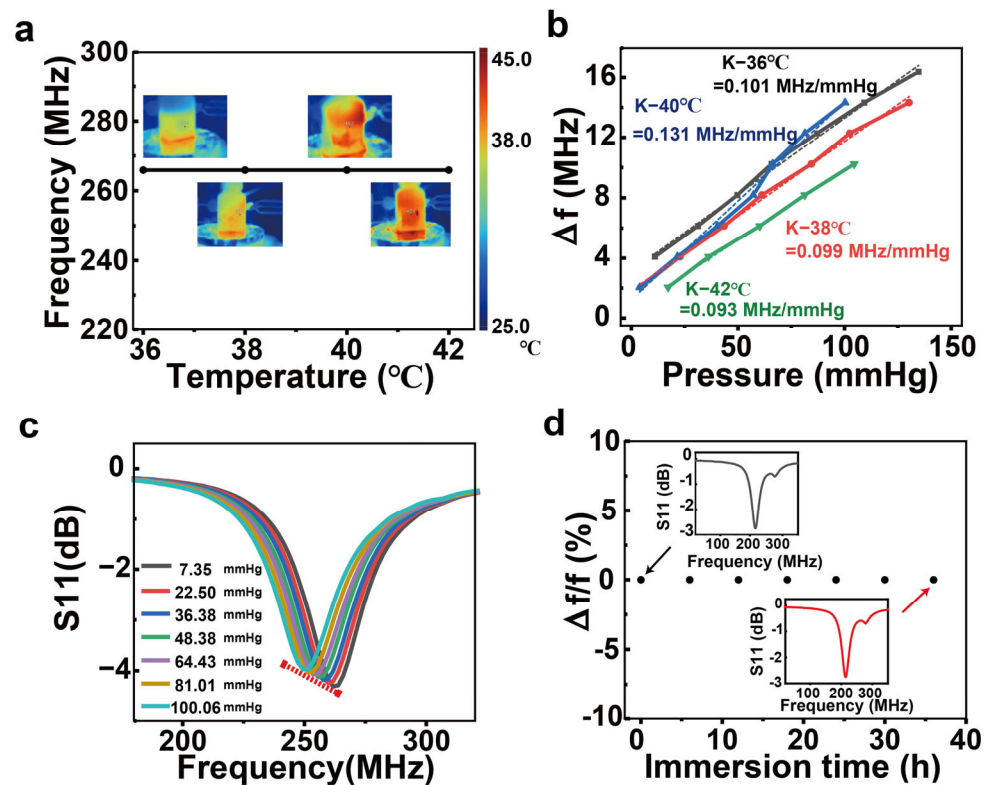 a
300
280
260
240
220
Frequency (MHz)
36
38
40
42
Temperature (℃)
45.0
38.0
25.0
℃
b
16
12
8
4
0
Δf (MHz)
0
50
100
150
Pressure (mmHg)
K−36℃
=0.101 MHz/mmHg
K−40℃
=0.131 MHz/mmHg
K−38℃
=0.099 MHz/mmHg
K−42℃
=0.093 MHz/mmHg
c
0
−2
−4
S11(dB)
7.35 mmHg
22.50 mmHg
36.38 mmHg
48.38 mmHg
64.43 mmHg
81.01 mmHg
100.06 mmHg
200
250
300
Frequency(MHz)
d
10
5
0
-5
-10
Δf/f (%)
0
10
20
30
40
Immersion time (h)
0
-1
-2
-3
S11 (dB)
100 200 300
Frequency (MHz)
0
-1
-2
-3
S11 (dB)
100 200 300
Frequency (MHz)